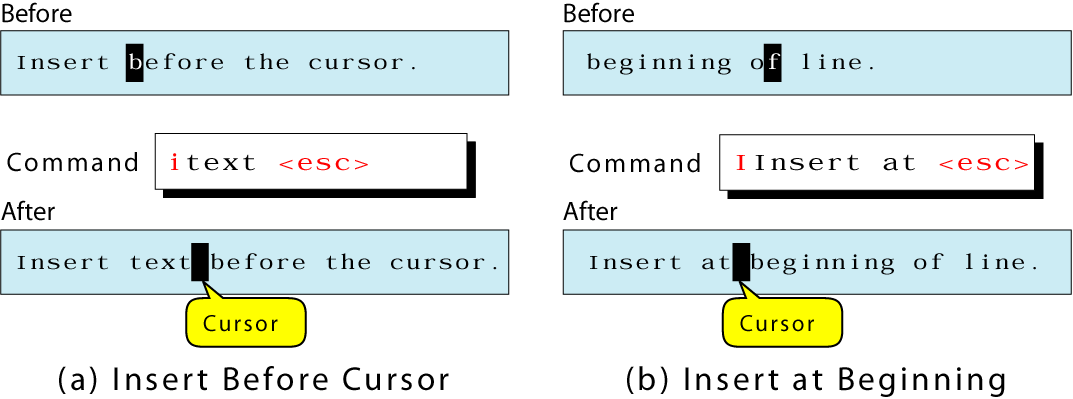 Before
Insert before the cursor.
Command
itext <esc>
After
Insert text before the cursor.
Cursor
(a) Insert Before Cursor
Before
beginning of line.
Command
IInsert at <esc>
After
Insert at beginning of line.
Cursor
(b) Insert at Beginning